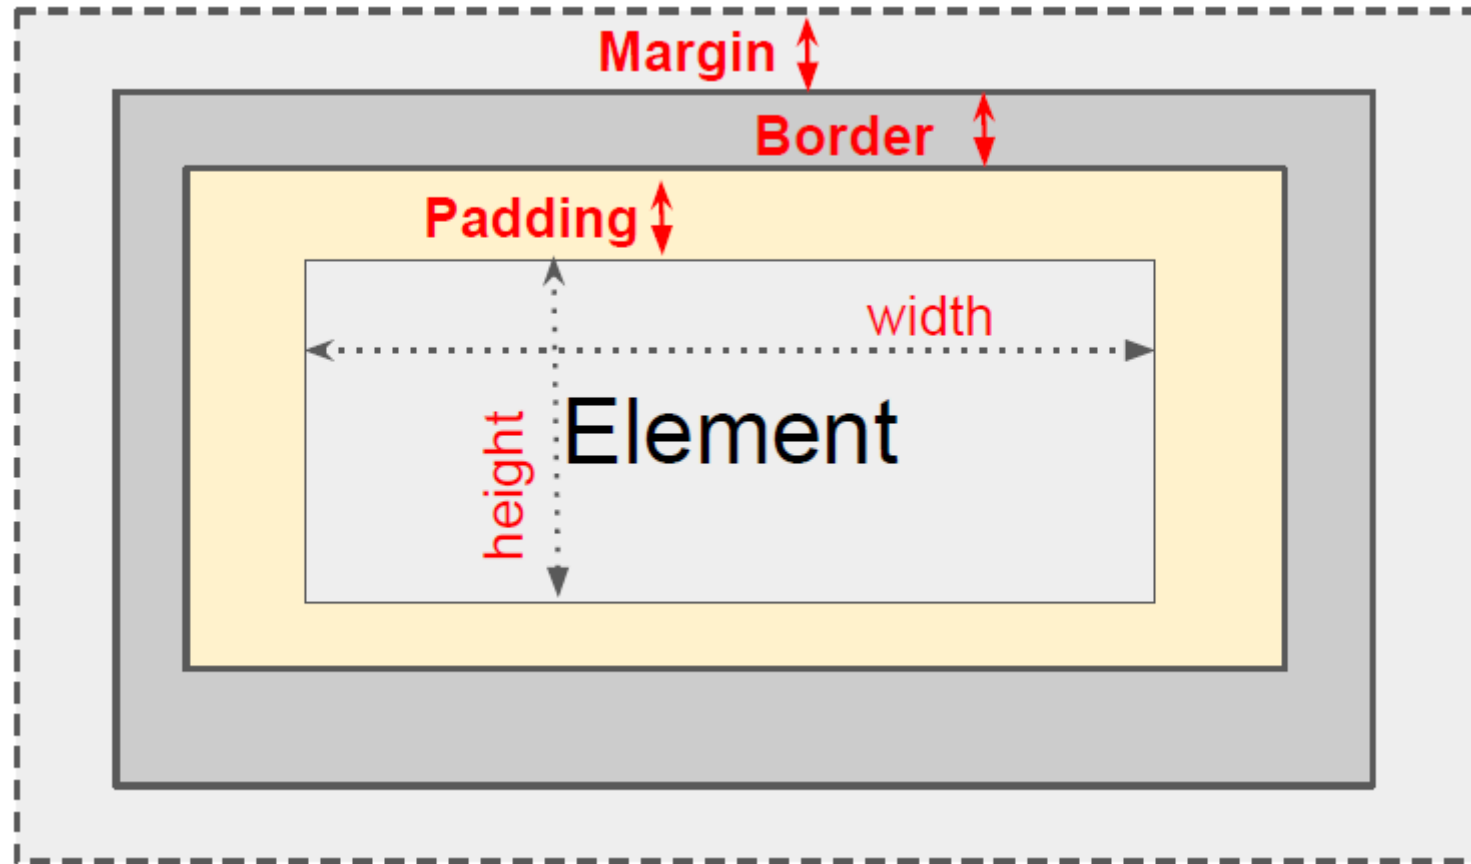 Margin
Border
Padding
width
height
Element